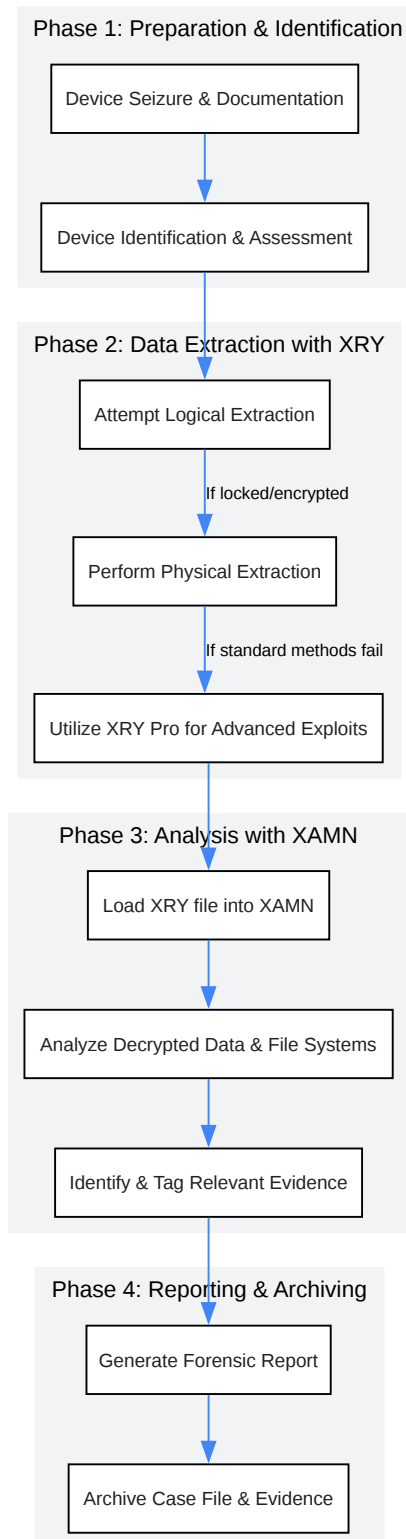 Phase 1: Preparation & Identification
Device Seizure & Documentation
Device Identification & Assessment
Phase 2: Data Extraction with XRY
Attempt Logical Extraction
If locked/encrypted
Perform Physical Extraction
If standard methods fail
Utilize XRY Pro for Advanced Exploits
Phase 3: Analysis with XAMN
Load XRY file into XAMN
Analyze Decrypted Data & File Systems
Identify & Tag Relevant Evidence
Phase 4: Reporting & Archiving
Generate Forensic Report
Archive Case File & Evidence